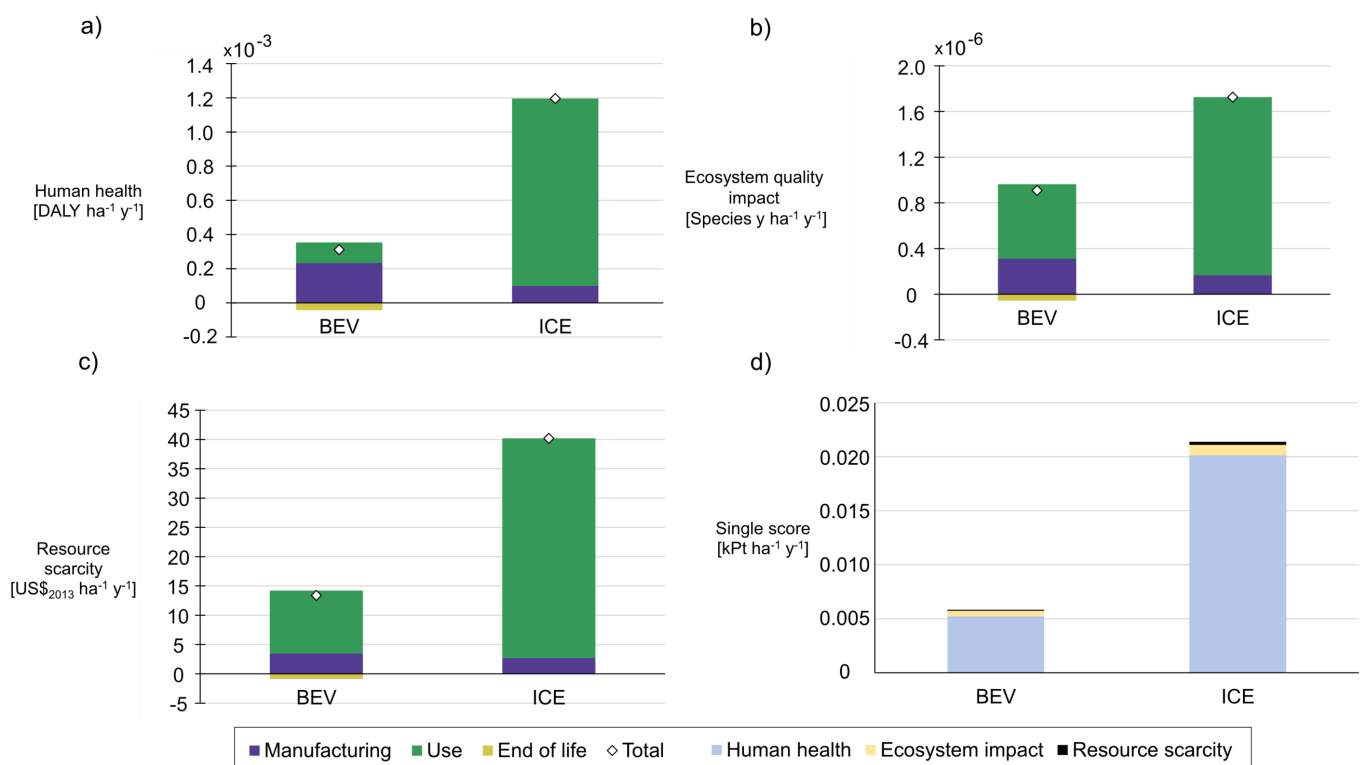 a)
×10⁻³
1.4
1.2
1.0
0.8
0.6
0.4
0.2
0
-0.2
Human health
[DALY ha⁻¹ y⁻¹]
BEV
ICE
b)
×10⁻⁶
2.0
1.6
1.2
0.8
0.4
0
-0.4
Ecosystem quality
impact
[Species y ha⁻¹ y⁻¹]
BEV
ICE
c)
45
40
35
30
25
20
15
10
5
0
-5
Resource
scarcity
[US$₂₀₁₃ ha⁻¹ y⁻¹]
BEV
ICE
d)
0.025
0.020
0.015
0.010
0.005
0
Single score
[kPt ha⁻¹ y⁻¹]
BEV
ICE
Manufacturing Use End of life Total Human health Ecosystem impact Resource scarcity